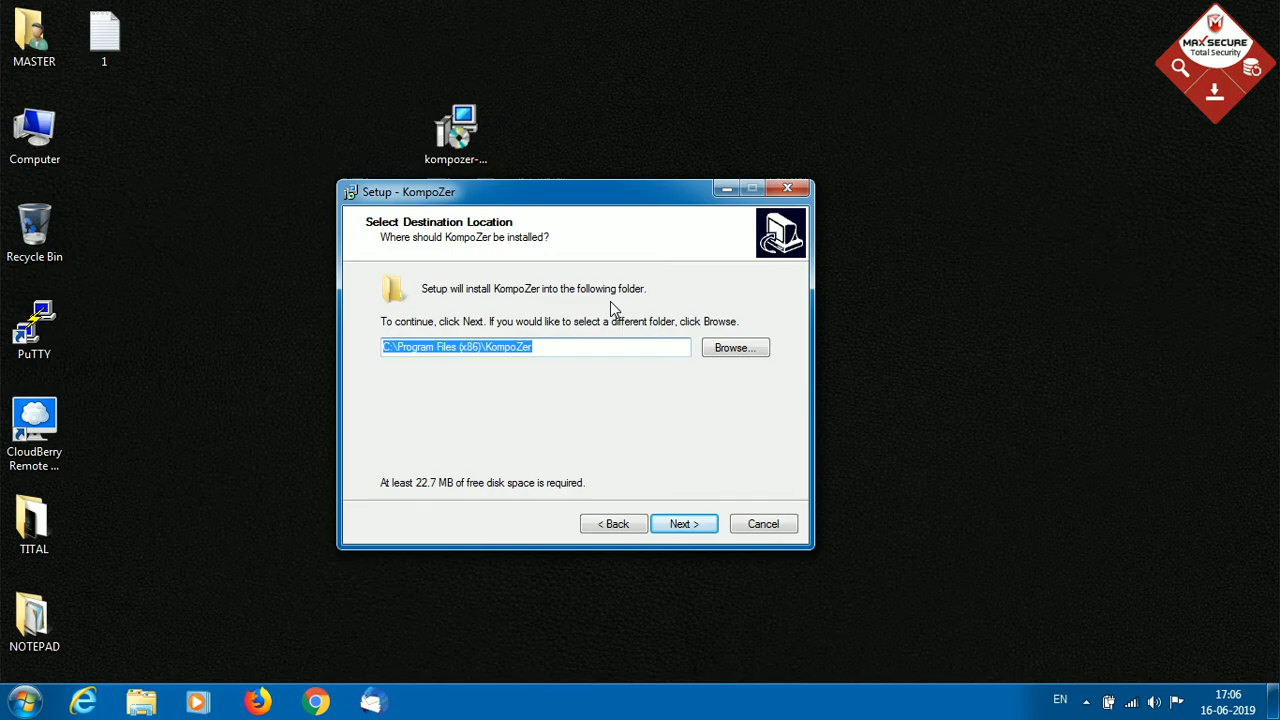 MASTER
1
Computer
Recycle Bin
PuTTY
CloudBerry
Remote ...
TITAL
NOTEPAD
kompozer-...
MAX SECURE
Total Security
Setup - KompoZer
Select Destination Location
Where should KompoZer be installed?
Setup will install KompoZer into the following folder.
To continue, click Next. If you would like to select a different folder, click Browse.
C:\Program Files (x86)\KompoZer
Browse...
At least 22.7 MB of free disk space is required.
< Back
Next >
Cancel
EN
17:06
16-06-2019